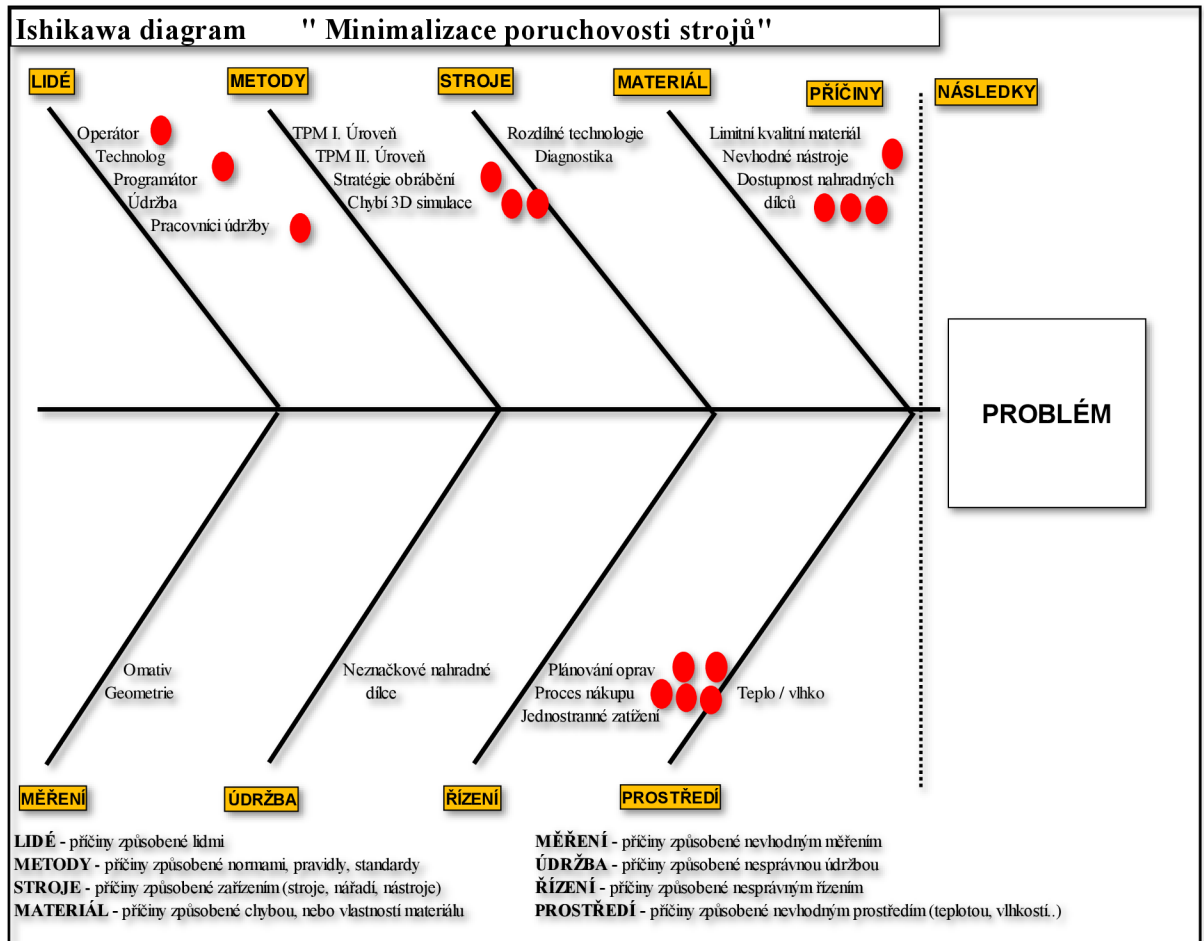 Ishikawa diagram " Minimalizace poruchovosti strojů"
LIDÉ
METODY
STROJE
MATERIÁL
PŘÍČINY
NÁSLEDKY
Operátor
Technolog
Programátor
Údržba
Pracovníci údržby
TPM I. Úroveň
TPM II. Úroveň
Stratégie obrábění
Chybí 3D simulace
Rozdílné technologie
Diagnostika
Limitní kvalitní materiál
Nevhodné nástroje
Dostupnost nahradných
dílců
PROBLÉM
Omativ
Geometrie
Neznačkové nahradné
dílce
Plánování oprav
Proces nákupu
Jednostranné zatížení
Teplo / vlhko
MĚŘENÍ
ÚDRŽBA
ŘÍZENÍ
PROSTŘEDÍ
LIDÉ - příčiny způsobené lidmi
METODY - příčiny způsobené normami, pravidly, standardy
STROJE - příčiny způsobené zařízením (stroje, nářadí, nástroje)
MATERIÁL - příčiny způsobené chybou, nebo vlastností materiálu
MĚŘENÍ - příčiny způsobené nevhodným měřením
ÚDRŽBA - příčiny způsobené nesprávnou údržbou
ŘÍZENÍ - příčiny způsobené nesprávným řízením
PROSTŘEDÍ - příčiny způsobené nevhodným prostředím (teplotou, vlhkostí..)